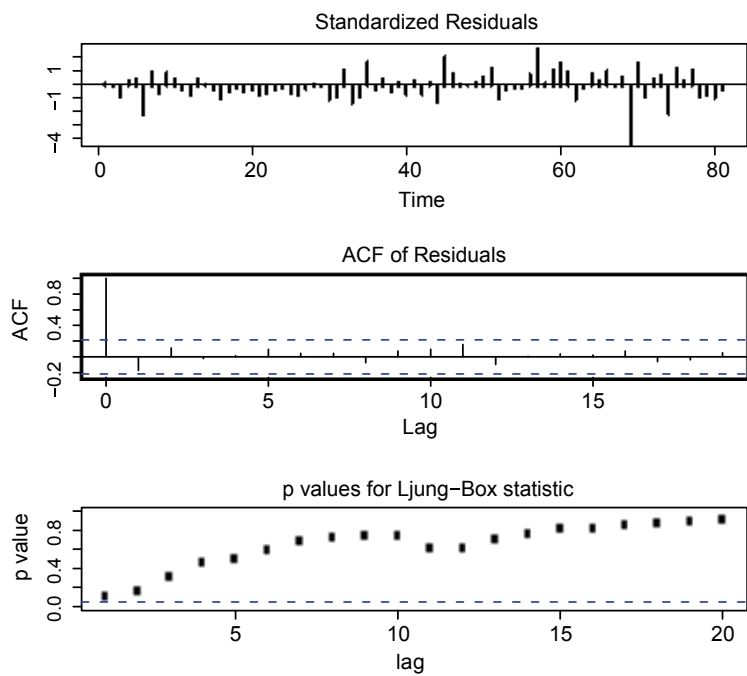 Standardized Residuals
1
−1
−4
0 20 40 60 80
Time
ACF of Residuals
ACF
0.8
0.4
−0.2
0 5 10 15
Lag
p values for Ljung−Box statistic
p value
0.8
0.4
0.0
5 10 15 20
lag